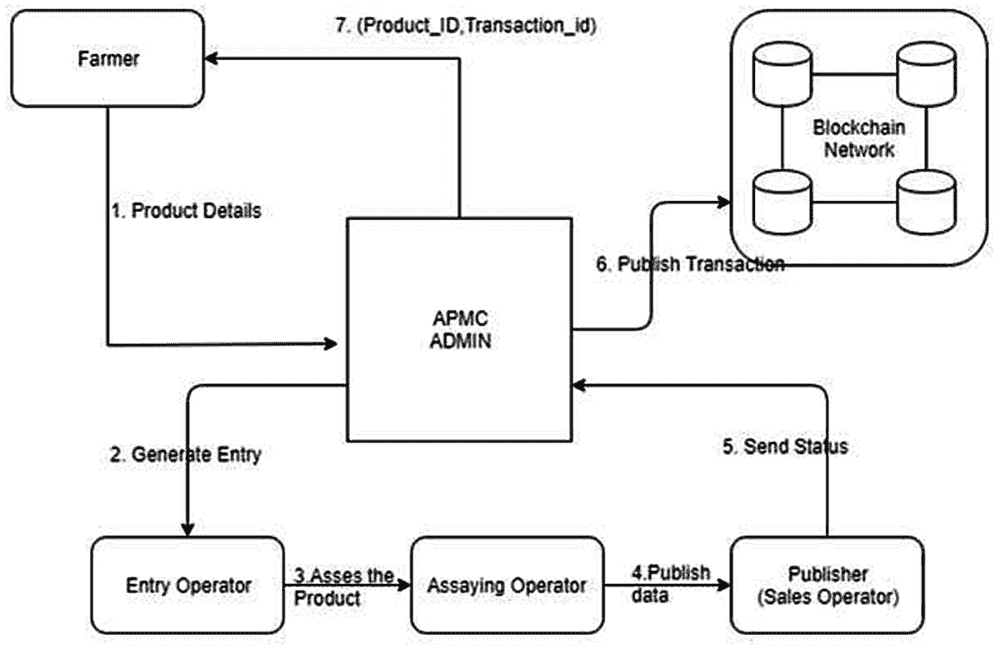 7. (Product_ID,Transaction_id)
Farmer
Blockchain
Network
1. Product Details
6. Publish Transaction
APMC
ADMIN
2. Generate Entry
5. Send Status
Entry Operator
3.Asses the
Product
Assaying Operator
4.Publish
data
Publisher
(Sales Operator)